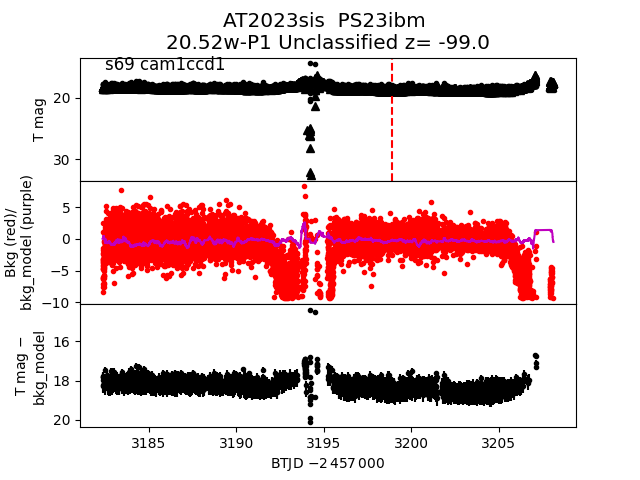 AT2023sis PS23ibm
20.52w-P1 Unclassified z= -99.0
s69 cam1ccd1
T mag
20
30
Bkg (red)/
bkg_model (purple)
5
0
−5
−10
T mag −
bkg_model
16
18
20
3185
3190
3195
3200
3205
BTJD −2 457 000